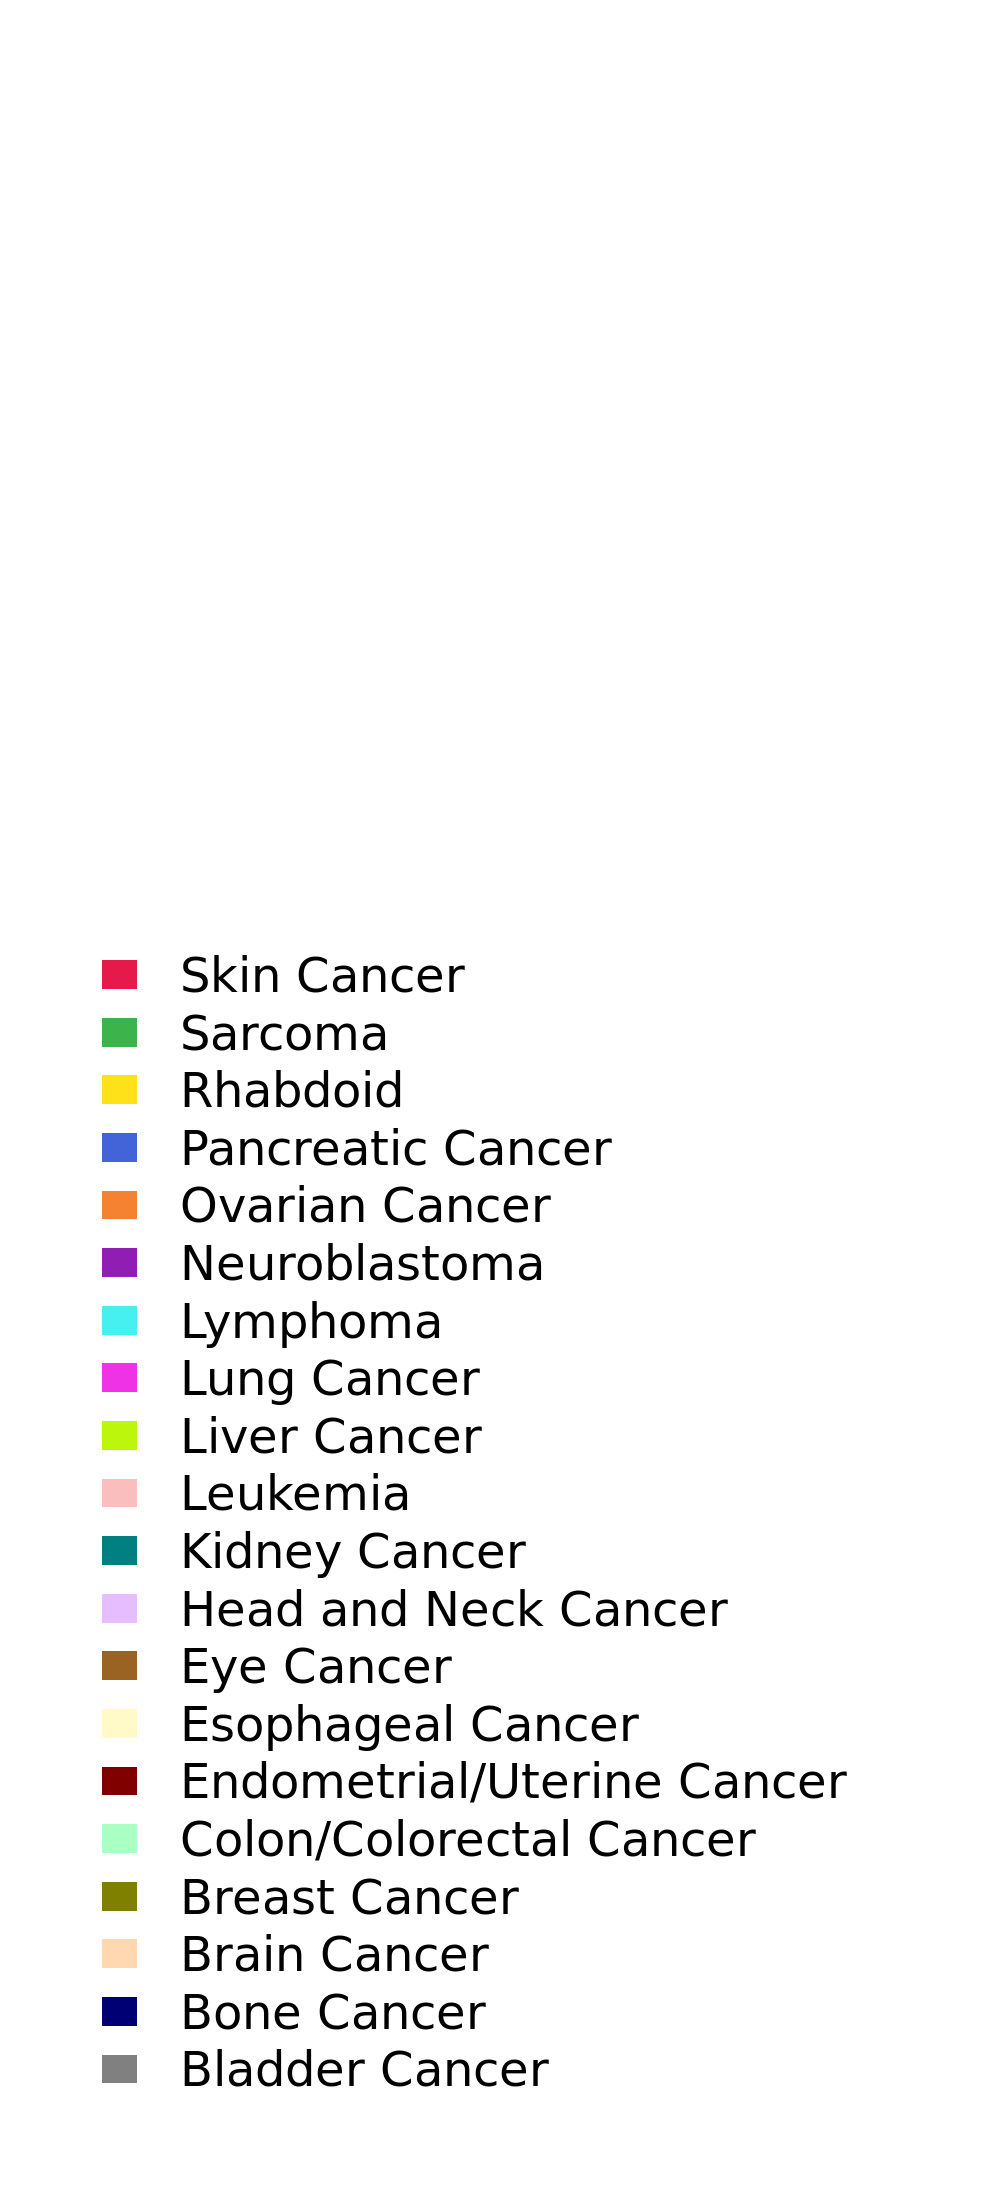 Skin Cancer
Sarcoma
Rhabdoid
Pancreatic Cancer
Ovarian Cancer
Neuroblastoma
Lymphoma
Lung Cancer
Liver Cancer
Leukemia
Kidney Cancer
Head and Neck Cancer
Eye Cancer
Esophageal Cancer
Endometrial/Uterine Cancer
Colon/Colorectal Cancer
Breast Cancer
Brain Cancer
Bone Cancer
Bladder Cancer